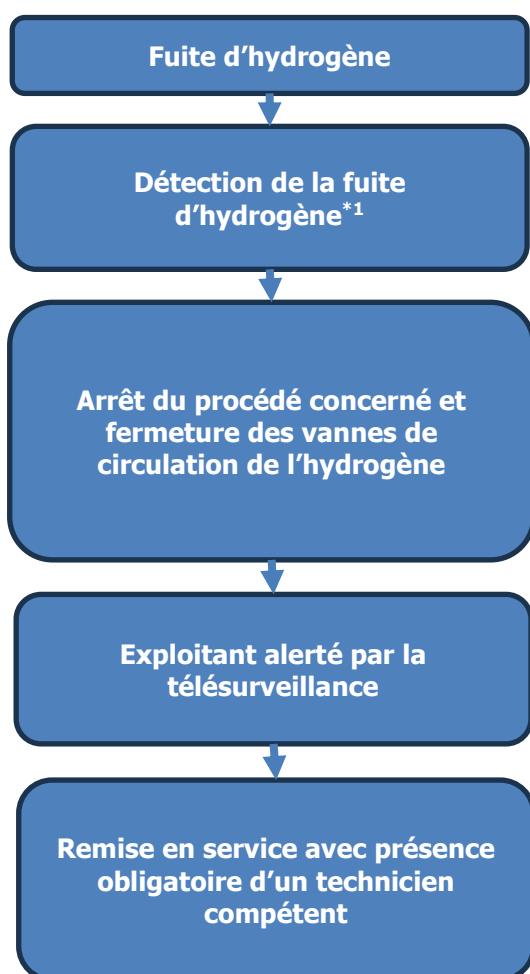 Fuite d’hydrogène
Détection de la fuite
d’hydrogène*1
Arrêt du procédé concerné et
fermeture des vannes de
circulation de l’hydrogène
Exploitant alerté par la
télésurveillance
Remise en service avec présence
obligatoire d’un technicien
compétent